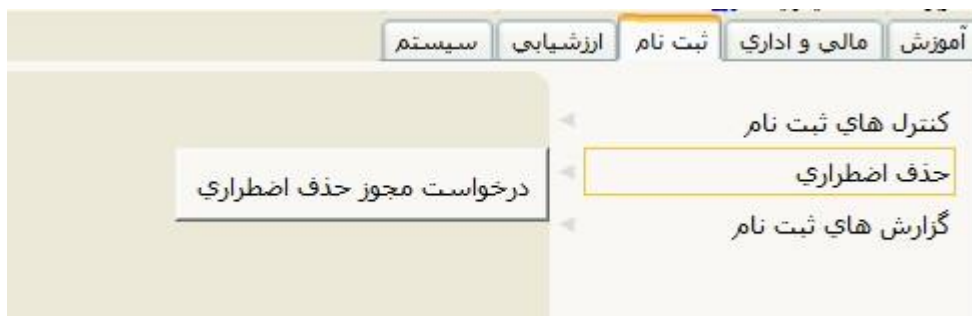 آموزش مالي و اداري ثبت نام ارزشيابي سيستم
كنترل هاي ثبت نام
حذف اضطراري
درخواست مجوز حذف اضطراري
گزارش هاي ثبت نام